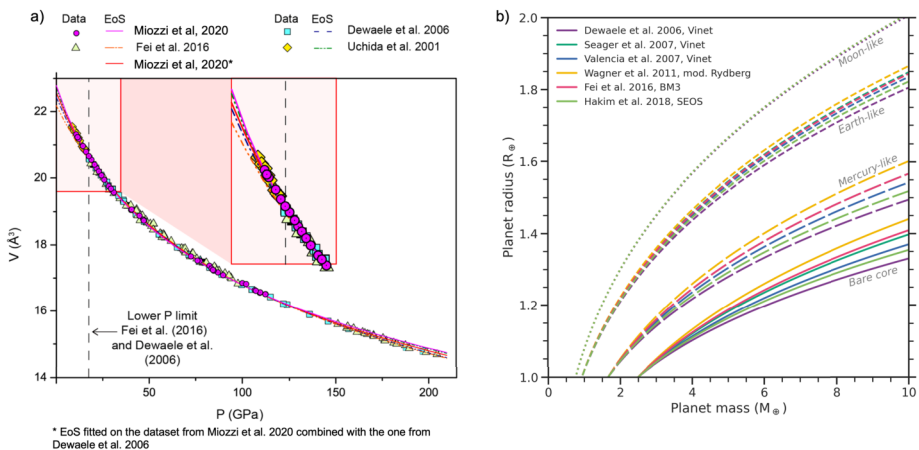 a)
Data
EoS
Data
EoS
Miozzi et am, 2020
Dewaele et am. 2006
Fei et am. 2016
Uchida et am. 2001
Miozzi et am, 2020*
22
20
18
16
14
V (Å³)
Lower P limit
Fei et al. (2016)
and Dewaele et al.
(2006)
0
50
100
150
200
P (GPa)
* EoS fitted on the dataset from Miozzi et al. 2020 combined with the one from
Dewaele et al. 2006
b)
2.0
1.8
1.6
1.4
1.2
1.0
Planet radius (R⊕)
Dewaele et al. 2006, Vinet
Seager et al. 2007, Vinet
Valencia et al. 2007, Vinet
Wagner et al. 2011, mod. Rydberg
Fei et al. 2016, BM3
Hakim et al. 2018, SEOS
Moon-like
Earth-like
Mercury-like
Bare core
0
2
4
6
8
10
Planet mass (M⊕)